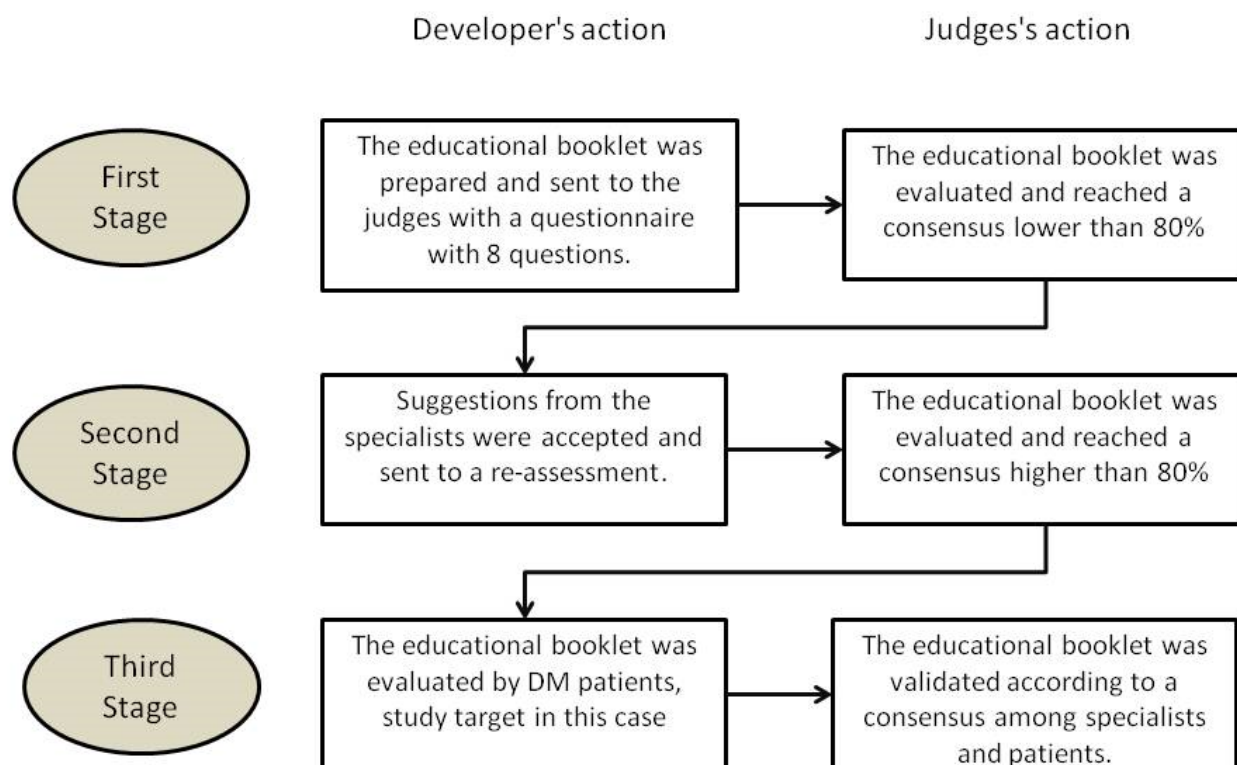 Developer's action
Judges's action
First
Stage
The educational booklet was
prepared and sent to the
judges with a questionnaire
with 8 questions.
The educational booklet was
evaluated and reached a
consensus lower than 80%
Second
Stage
Suggestions from the
specialists were accepted and
sent to a re-assessment.
The educational booklet was
evaluated and reached a
consensus higher than 80%
Third
Stage
The educational booklet was
evaluated by DM patients,
study target in this case
The educational booklet was
validated according to a
consensus among specialists
and patients.